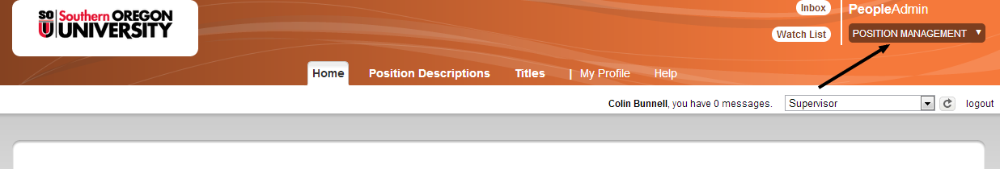 SO Southern OREGON
U UNIVERSITY
Inbox
PeopleAdmin
Watch List
POSITION MANAGEMENT
Home Position Descriptions Titles | My Profile Help
Colin Bunnell, you have 0 messages. Supervisor logout